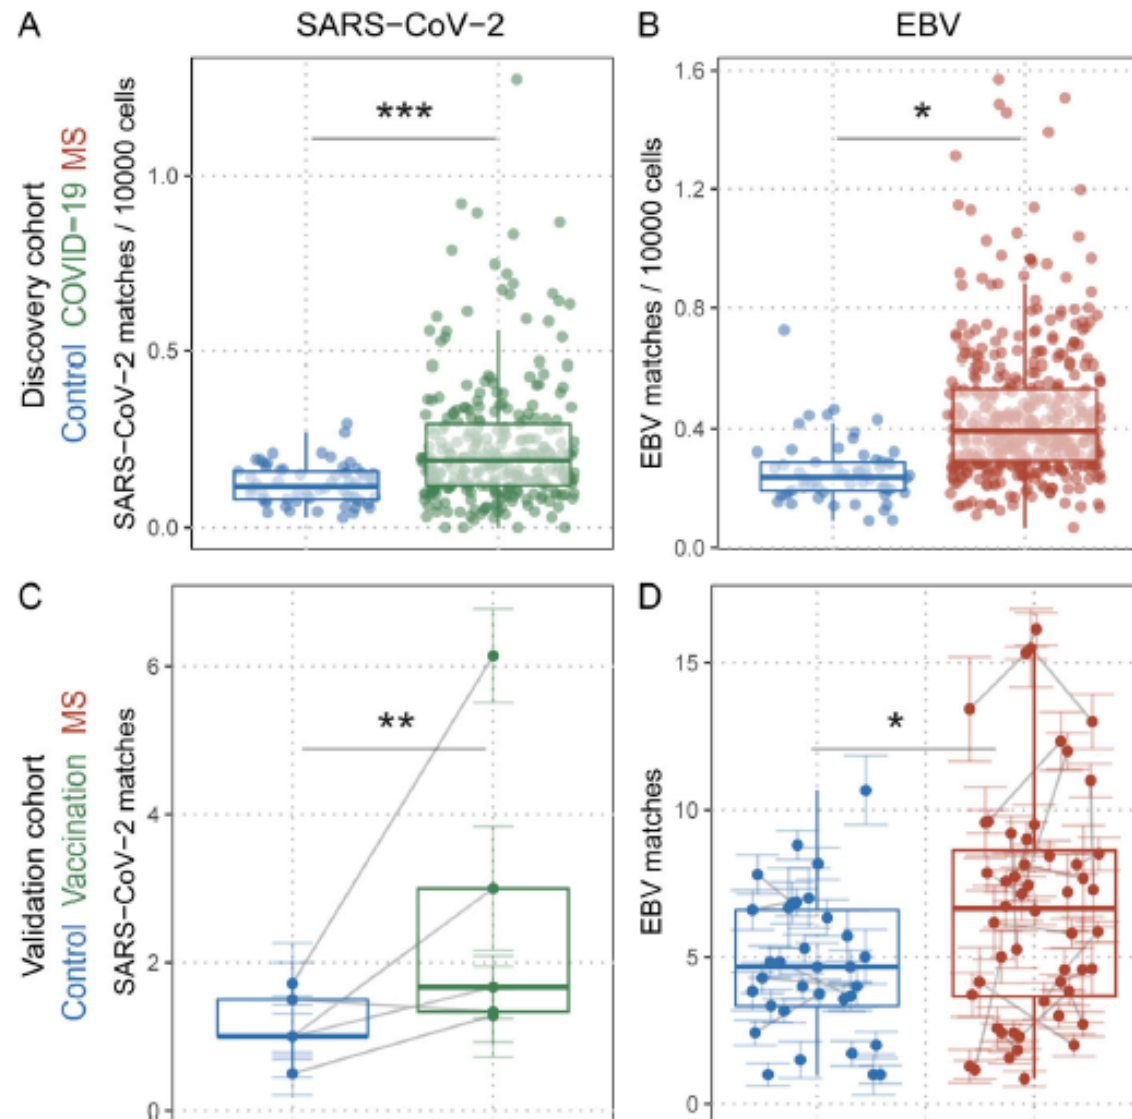 A
SARS−CoV−2
B
EBV
Discovery cohort
Control COVID−19 MS
SARS−CoV−2 matches / 10000 cells
1.0
0.5
0.0
***
EBV matches / 10000 cells
1.6
1.2
0.8
0.4
0.0
*
C
D
Validation cohort
Control Vaccination MS
SARS−CoV−2 matches
6
4
2
0
**
EBV matches
15
10
5
0
*